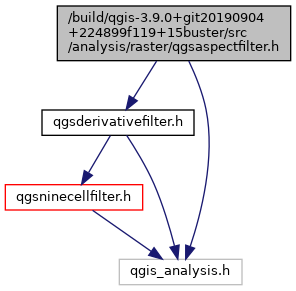 /build/qgis-3.9.0+git20190904
+224899f119+15buster/src
/analysis/raster/qgsaspectfilter.h
qgsderivativefilter.h
qgsninecellfilter.h
qgis_analysis.h